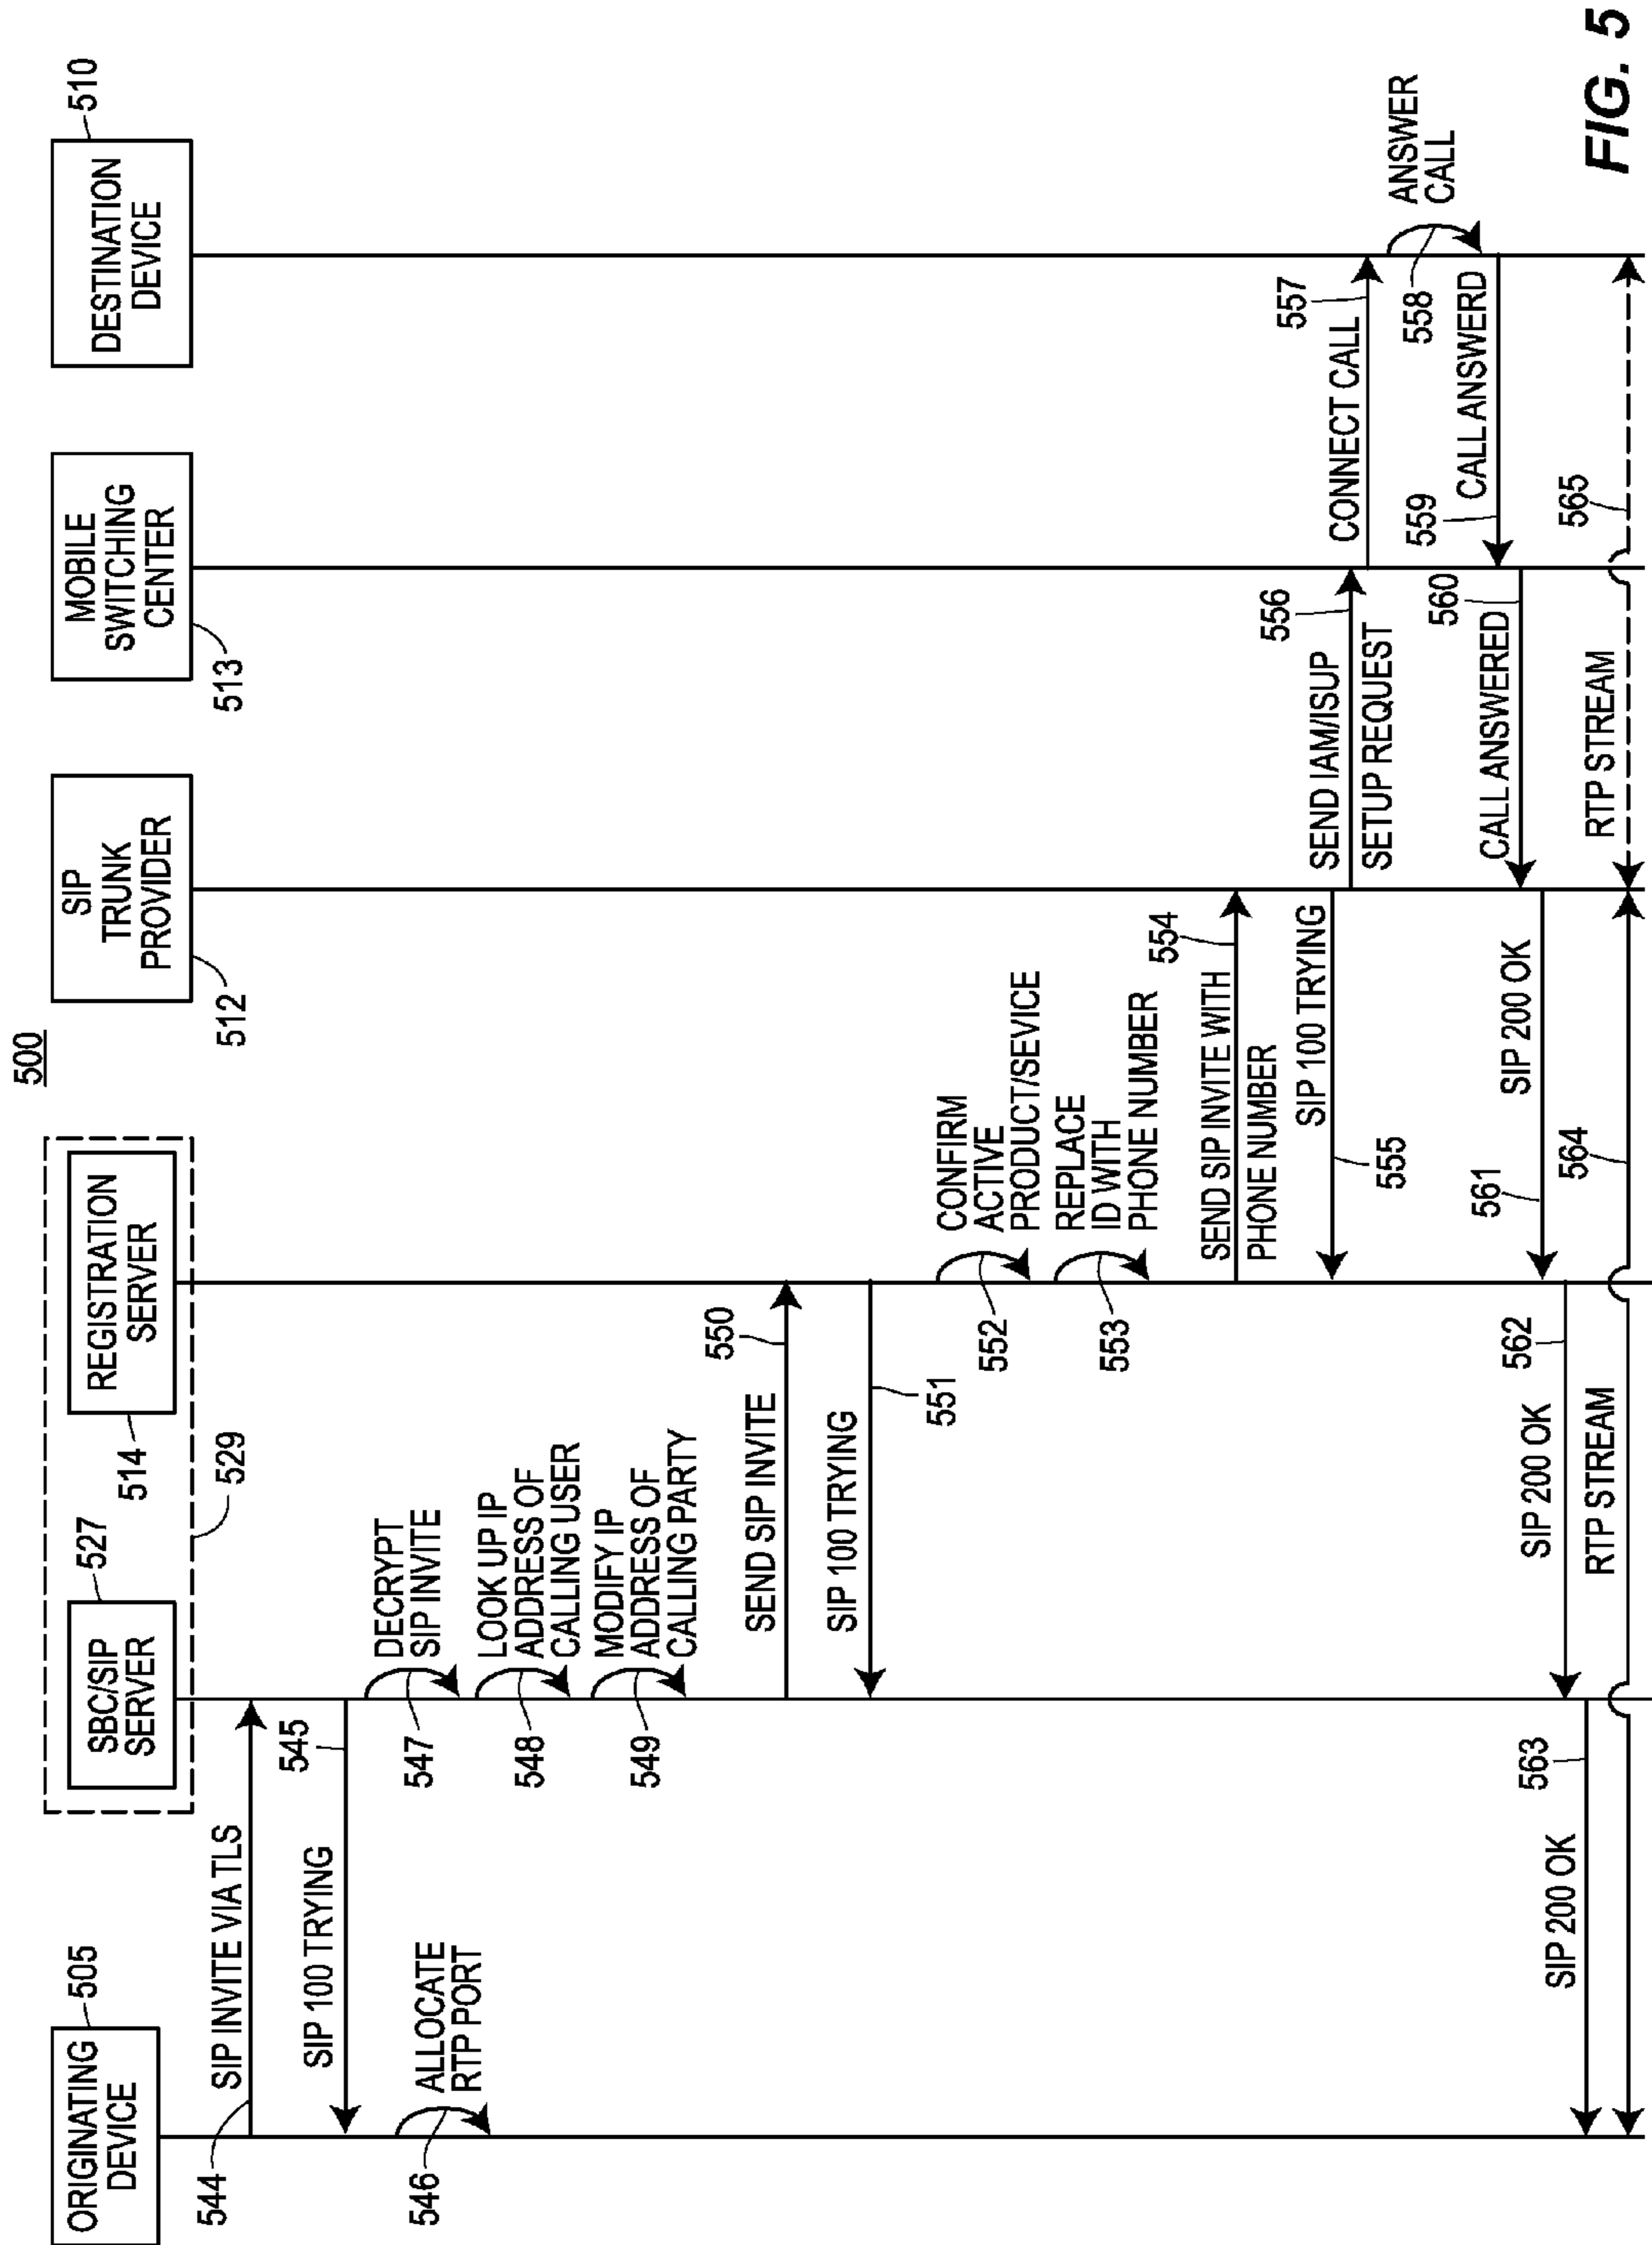 500
ORIGINATING
DEVICE
505
SBC/SIP
SERVER
527
REGISTRATION
SERVER
514
529
SIP
TRUNK
PROVIDER
512
MOBILE
SWITCHING
CENTER
513
DESTINATION
DEVICE
510
544
SIP INVITE VIA TLS
545
SIP 100 TRYING
546
ALLOCATE
RTP PORT
547
DECRYPT
SIP INVITE
548
LOOK UP IP
ADDRESS OF
CALLING USER
549
MODIFY IP
ADDRESS OF
CALLING PARTY
SEND SIP INVITE
550
SIP 100 TRYING
551
552
CONFIRM
ACTIVE
PRODUCT/SEVICE
553
REPLACE
ID WITH
PHONE NUMBER
SEND SIP INVITE WITH
PHONE NUMBER
554
SIP 100 TRYING
555
SEND IAM/ISUP
SETUP REQUEST
556
CONNECT CALL
557
558
ANSWER
CALL
559
CALL ANSWERD
CALL ANSWERED
560
561
SIP 200 OK
SIP 200 OK
562
SIP 200 OK
563
RTP STREAM
564
RTP STREAM
565
FIG. 5